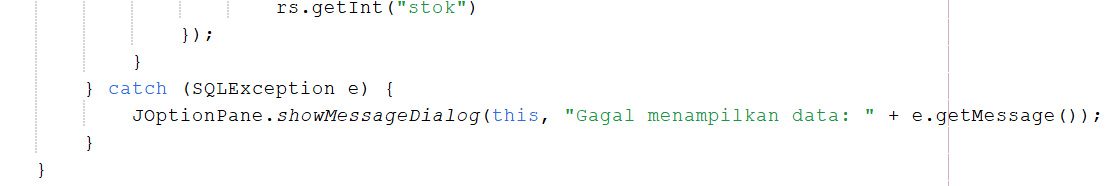 rs.getInt("stok")
});
}
} catch (SQLException e) {
JOptionPane.showMessageDialog(this, "Gagal menampilkan data: " + e.getMessage());
}
}